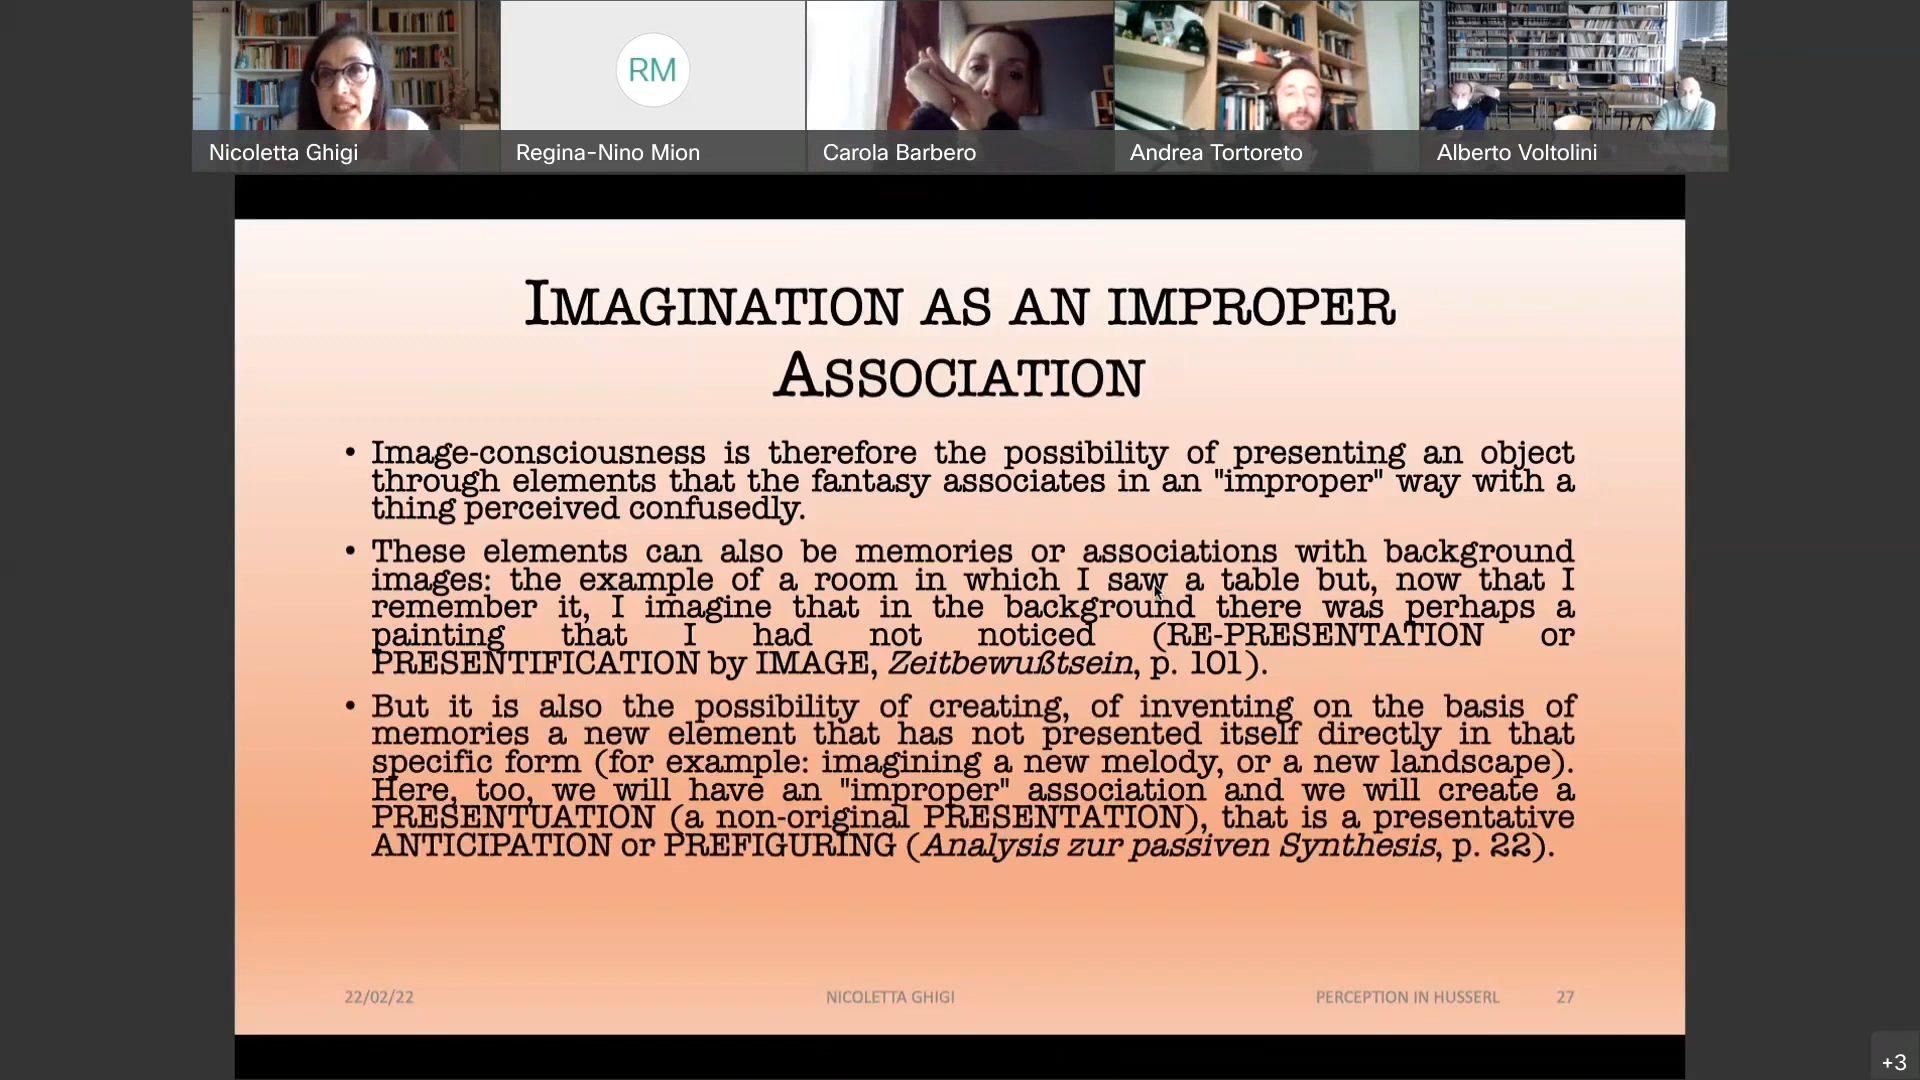 RM
Nicoletta Ghigi
Regina-Nino Mion
Carola Barbero
Andrea Tortoreto
Alberto Voltolini
IMAGINATION AS AN IMPROPER
ASSOCIATION
• Image-consciousness is therefore the possibility of presenting an object
through elements that the fantasy associates in an "improper" way with a
thing perceived confusedly.
• These elements can also be memories or associations with background
images: the example of a room in which I saw a table but, now that I
remember it, I imagine that in the background there was perhaps a
painting that I had not noticed (RE-PRESENTATION or
PRESENTIFICATION by IMAGE, Zeitbewußtsein, p. 101).
• But it is also the possibility of creating, of inventing on the basis of
memories a new element that has not presented itself directly in that
specific form (for example: imagining a new melody, or a new landscape).
Here, too, we will have an "improper" association and we will create a
PRESENTUATION (a non-original PRESENTATION), that is a presentative
ANTICIPATION or PREFIGURING (Analysis zur passiven Synthesis, p. 22).
22/02/22
NICOLETTA GHIGI
PERCEPTION IN HUSSERL
27
+3